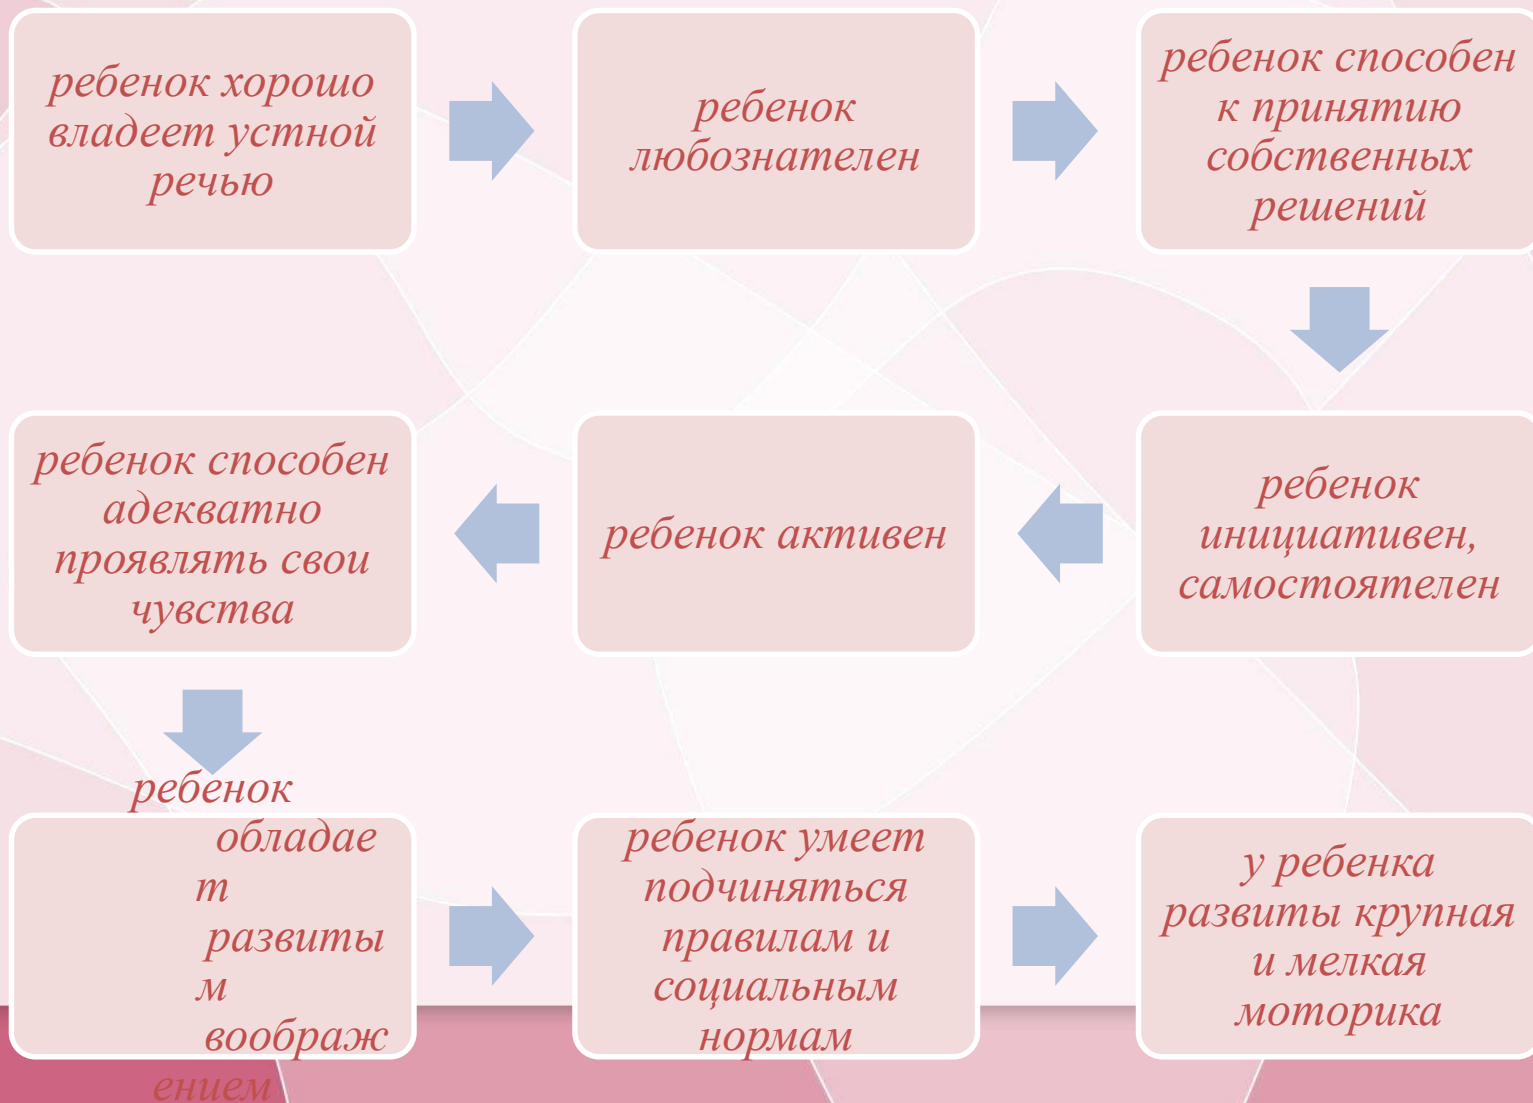 ребенок хорошо
владеет устной
речью
ребенок
любознателен
ребенок способен
к принятию
собственных
решений
ребенок
инициативен,
самостоятелен
ребенок активен
ребенок способен
адекватно
проявлять свои
чувства
ребенок
обладае
т
развиты
м
воображ
ением
ребенок умеет
подчиняться
правилам и
социальным
нормам
у ребенка
развиты крупная
и мелкая
моторика